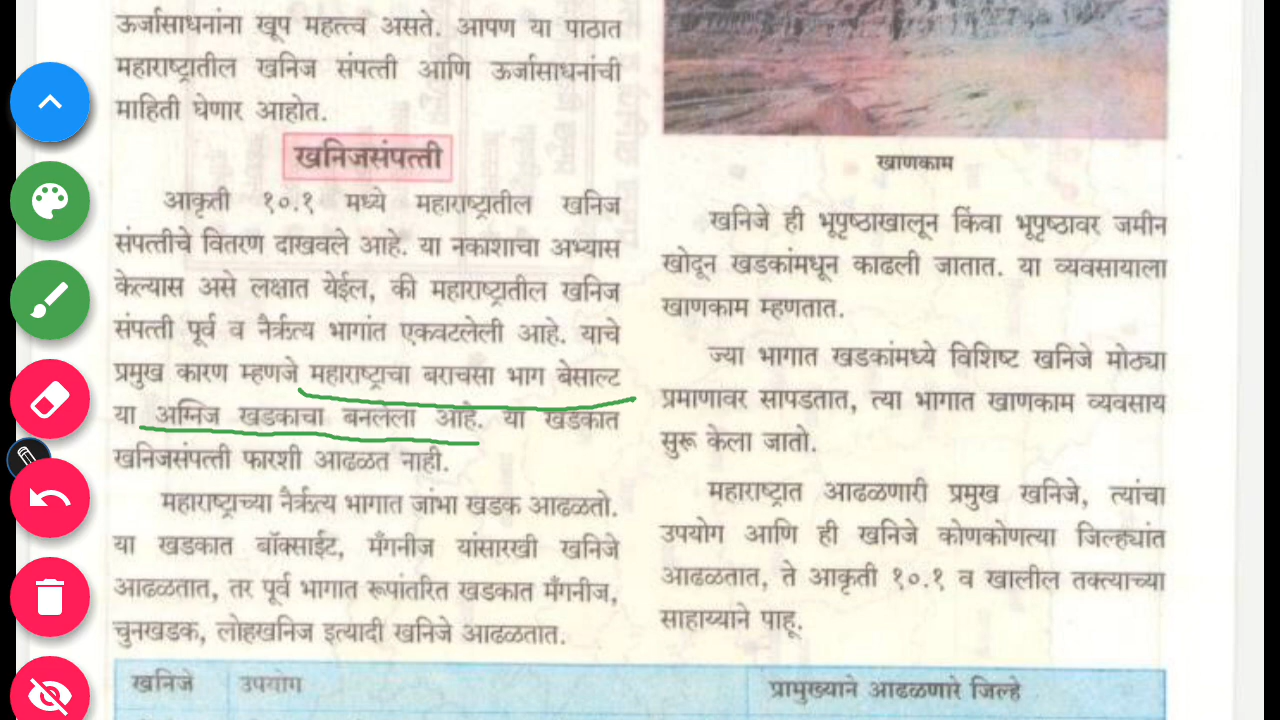 ऊर्जासाधनांना खूप महत्त्व असते. आपण या पाठात
महाराष्ट्रातील खनिज संपत्ती आणि ऊर्जासाधनांची
माहिती घेणार आहोत.
खनिजसंपत्ती
आकृती १०.१ मध्ये महाराष्ट्रातील खनिज
संपत्तीचे वितरण दाखवले आहे. या नकाशाचा अभ्यास
केल्यास असे लक्षात येईल, की महाराष्ट्रातील खनिज
संपत्ती पूर्व व नैर्ऋत्य भागांत एकवटलेली आहे. याचे
प्रमुख कारण म्हणजे महाराष्ट्राचा बराचसा भाग बेसाल्ट
या अग्निज खडकाचा बनलेला आहे. या खडकात
खनिजसंपत्ती फारशी आढळत नाही.
महाराष्ट्राच्या नैर्ऋत्य भागात जांभा खडक आढळतो.
या खडकात बॉक्साईट, मँगनीज यांसारखी खनिजे
आढळतात, तर पूर्व भागात रूपांतरित खडकात मँगनीज,
चुनखडक, लोहखनिज इत्यादी खनिजे आढळतात.
खाणकाम
खनिजे ही भूपृष्ठाखालून किंवा भूपृष्ठावर जमीन
खोदून खडकांमधून काढली जातात. या व्यवसायाला
खाणकाम म्हणतात.
ज्या भागात खडकांमध्ये विशिष्ट खनिजे मोठ्या
प्रमाणावर सापडतात, त्या भागात खाणकाम व्यवसाय
सुरू केला जातो.
महाराष्ट्रात आढळणारी प्रमुख खनिजे, त्यांचा
उपयोग आणि ही खनिजे कोणकोणत्या जिल्ह्यांत
आढळतात, ते आकृती १०.१ व खालील तक्त्याच्या
साहाय्याने पाहू.
खनिजे उपयोग प्रामुख्याने आढळणारे जिल्हे